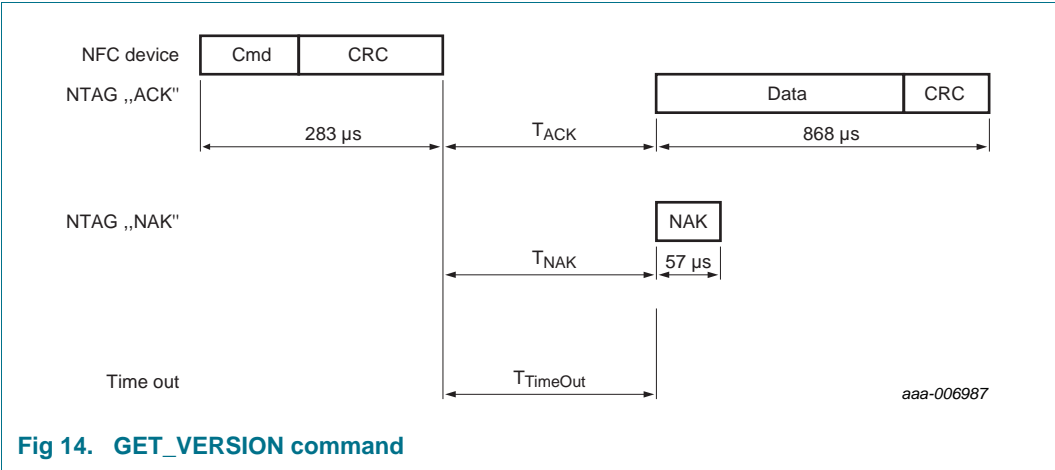 NFC device Cmd CRC
NTAG ,,ACK" Data CRC
283 µs TACK 868 µs
NTAG ,,NAK" NAK
TNAK 57 µs
Time out TTimeOut aaa-006987
Fig 14. GET_VERSION command